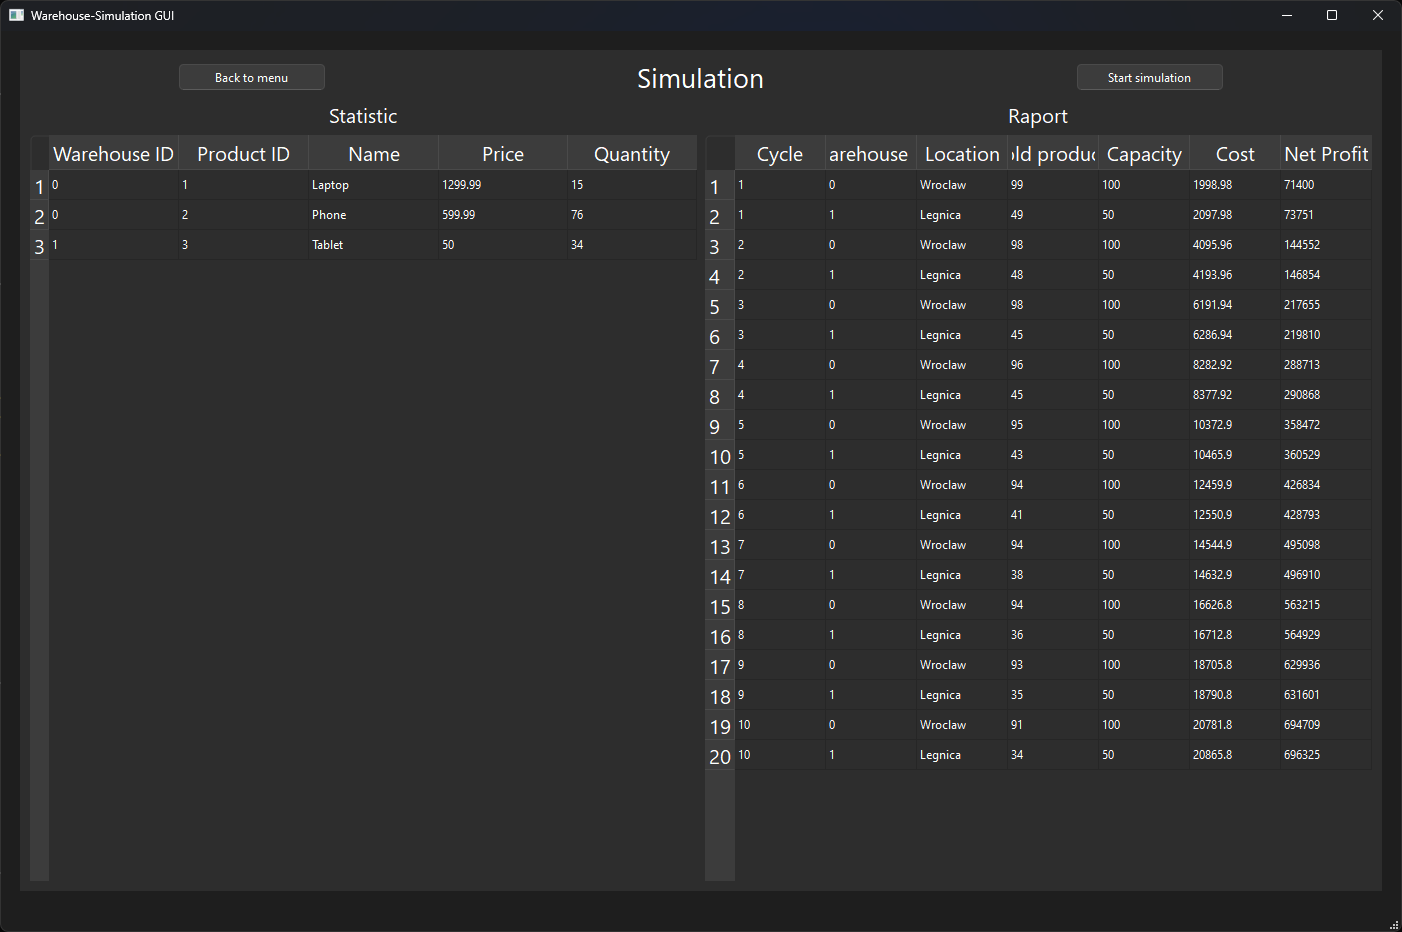 Warehouse-Simulation GUI
Back to menu
Simulation
Start simulation
Statistic
Warehouse ID Product ID Name Price Quantity
1 0 1 Laptop 1299.99 15
2 0 2 Phone 599.99 76
3 1 3 Tablet 50 34
Raport
Cycle arehouse Location ld produc Capacity Cost Net Profit
1 1 0 Wroclaw 99 100 1998.98 71400
2 1 1 Legnica 49 50 2097.98 73751
3 2 0 Wroclaw 98 100 4095.96 144552
4 2 1 Legnica 48 50 4193.96 146854
5 3 0 Wroclaw 98 100 6191.94 217655
6 3 1 Legnica 45 50 6286.94 219810
7 4 0 Wroclaw 96 100 8282.92 288713
8 4 1 Legnica 45 50 8377.92 290868
9 5 0 Wroclaw 95 100 10372.9 358472
10 5 1 Legnica 43 50 10465.9 360529
11 6 0 Wroclaw 94 100 12459.9 426834
12 6 1 Legnica 41 50 12550.9 428793
13 7 0 Wroclaw 94 100 14544.9 495098
14 7 1 Legnica 38 50 14632.9 496910
15 8 0 Wroclaw 94 100 16626.8 563215
16 8 1 Legnica 36 50 16712.8 564929
17 9 0 Wroclaw 93 100 18705.8 629936
18 9 1 Legnica 35 50 18790.8 631601
19 10 0 Wroclaw 91 100 20781.8 694709
20 10 1 Legnica 34 50 20865.8 696325